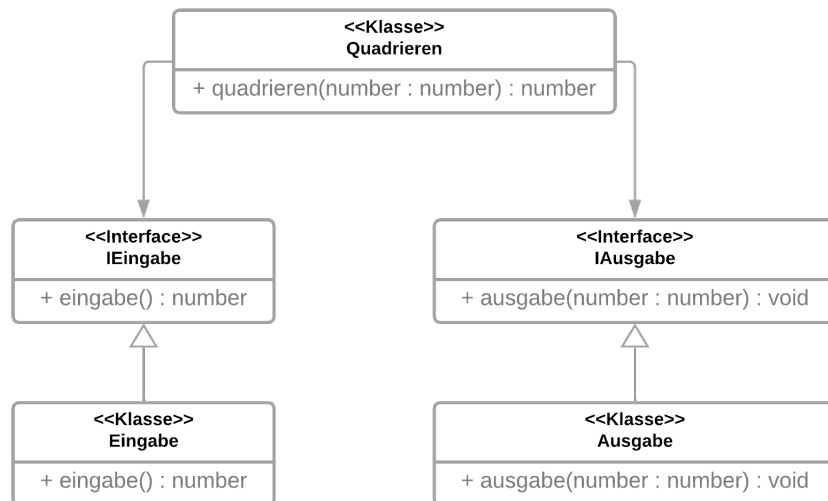 <<Klasse>>
Quadrieren
+ quadrieren(number : number) : number
<<Interface>>
IEingabe
+ eingabe() : number
<<Interface>>
IAusgabe
+ ausgabe(number : number) : void
<<Klasse>>
Eingabe
+ eingabe() : number
<<Klasse>>
Ausgabe
+ ausgabe(number : number) : void